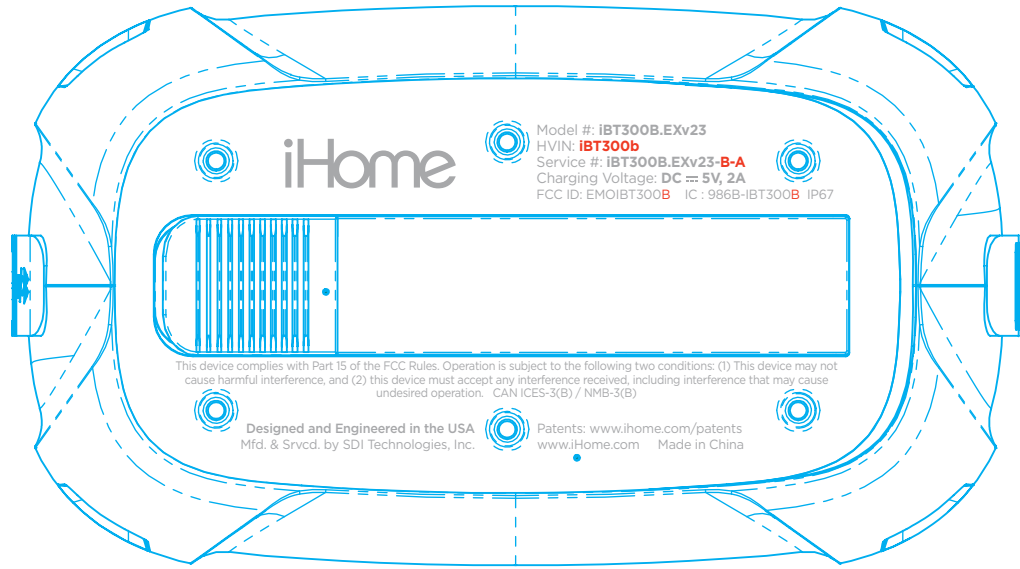 iHome
Model #: iBT300B.EXv23
HVIN: iBT300b
Service #: iBT300B.EXv23-B-A
Charging Voltage: DC ⎓ 5V, 2A
FCC ID: EMOIBT300B IC : 986B-IBT300B IP67
This device complies with Part 15 of the FCC Rules. Operation is subject to the following two conditions: (1) This device may not
cause harmful interference, and (2) this device must accept any interference received, including interference that may cause
undesired operation. CAN ICES-3(B) / NMB-3(B)
Designed and Engineered in the USA
Mfd. & Srvcd. by SDI Technologies, Inc.
Patents: www.ihome.com/patents
www.iHome.com Made in China